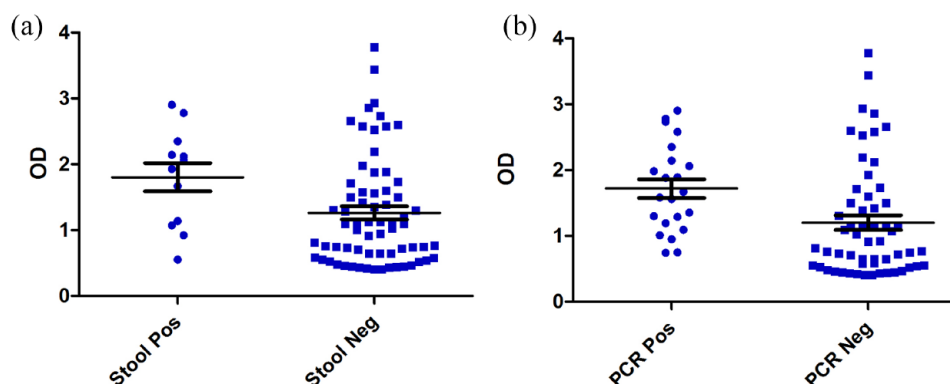 (a)
OD
4
3
2
1
0
Stool Pos
Stool Neg
(b)
OD
4
3
2
1
0
PCR Pos
PCR Neg